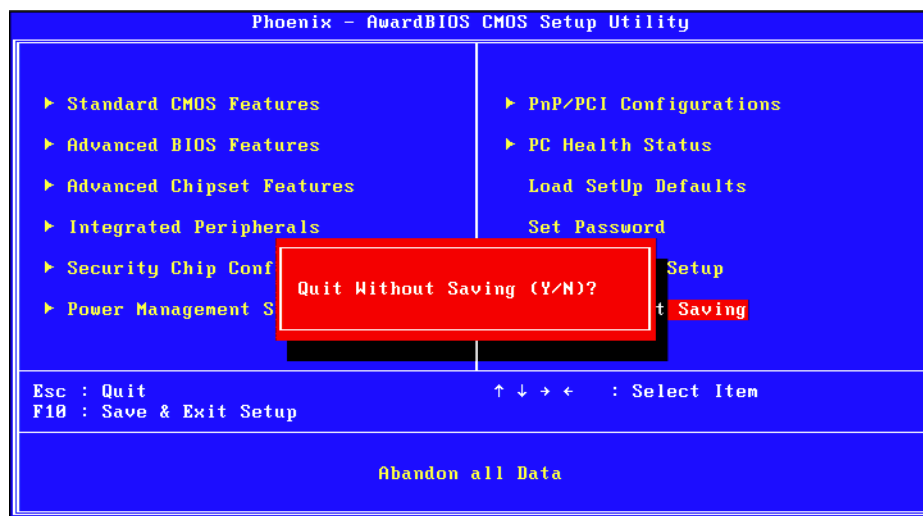 Phoenix - AwardBIOS CMOS Setup Utility
▶ Standard CMOS Features
▶ Advanced BIOS Features
▶ Advanced Chipset Features
▶ Integrated Peripherals
▶ Security Chip Conf
▶ Power Management S
▶ PnP/PCI Configurations
▶ PC Health Status
Load SetUp Defaults
Set Password
Setup
t Saving
Quit Without Saving (Y/N)?
Esc : Quit
F10 : Save & Exit Setup
↑ ↓ → ← : Select Item
Abandon all Data